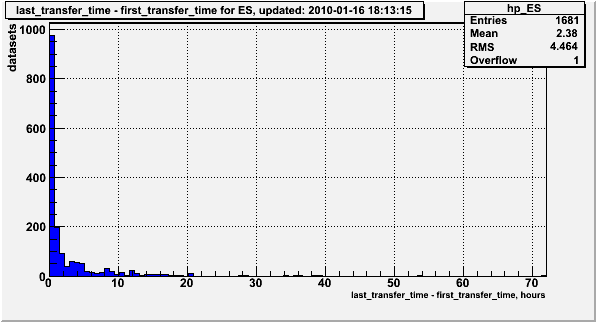 last_transfer_time - first_transfer_time for ES, updated: 2010-01-16 18:13:15
hp_ES
Entries 1681
Mean 2.38
RMS 4.464
Overflow 1
datasets
1000
800
600
400
200
0
0 10 20 30 40 50 60 70
last_transfer_time - first_transfer_time, hours